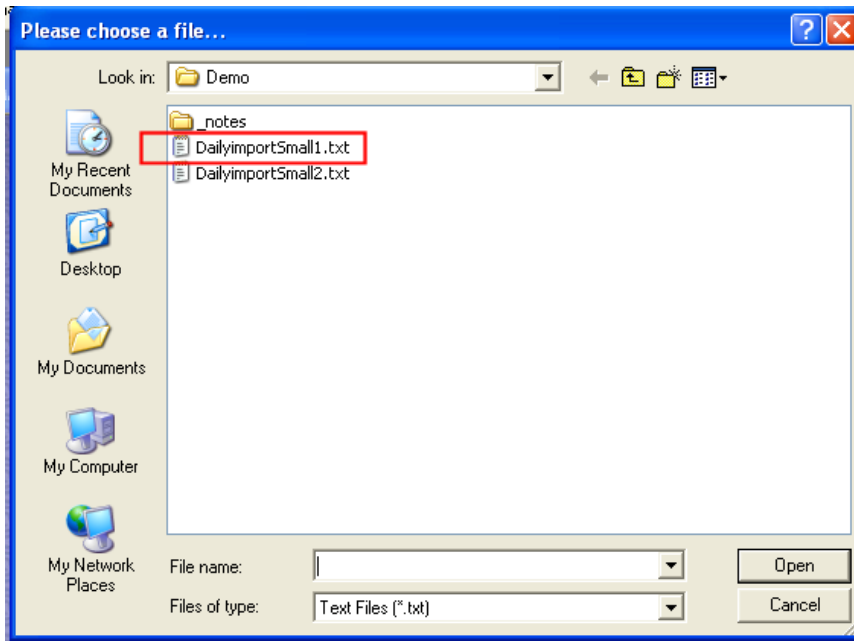 Please choose a file...
Look in: Demo
_notes
DailyimportSmall1.txt
DailyimportSmall2.txt
My Recent
Documents
Desktop
My Documents
My Computer
My Network
Places
File name:
Open
Files of type: Text Files (*.txt)
Cancel